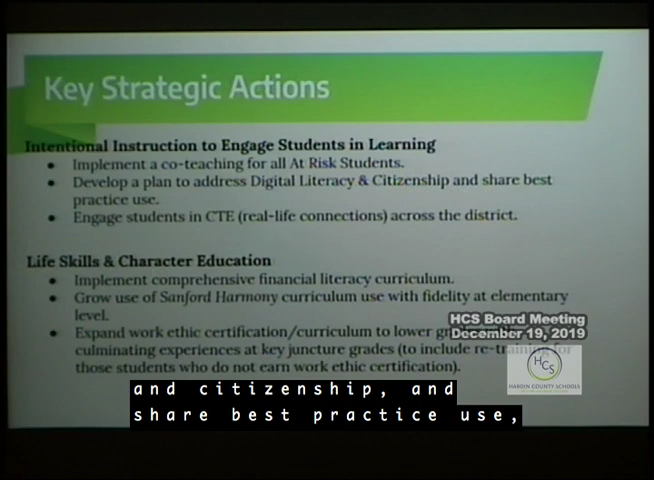 Key Strategic Actions
Intentional Instruction to Engage Students in Learning
● Implement a co-teaching for all At Risk Students.
● Develop a plan to address Digital Literacy & Citizenship and share best
practice use.
● Engage students in CTE (real-life connections) across the district.
Life Skills & Character Education
● Implement comprehensive financial literacy curriculum.
● Grow use of Sanford Harmony curriculum use with fidelity at elementary
level.
● Expand work ethic certification/curriculum to lower
culminating experiences at key juncture grades (to include for
those students who do not earn work ethic certification).
HCS Board Meeting
December 19, 2019
HCS
HARDIN COUNTY SCHOOLS
and citizenship, and
share best practice use,